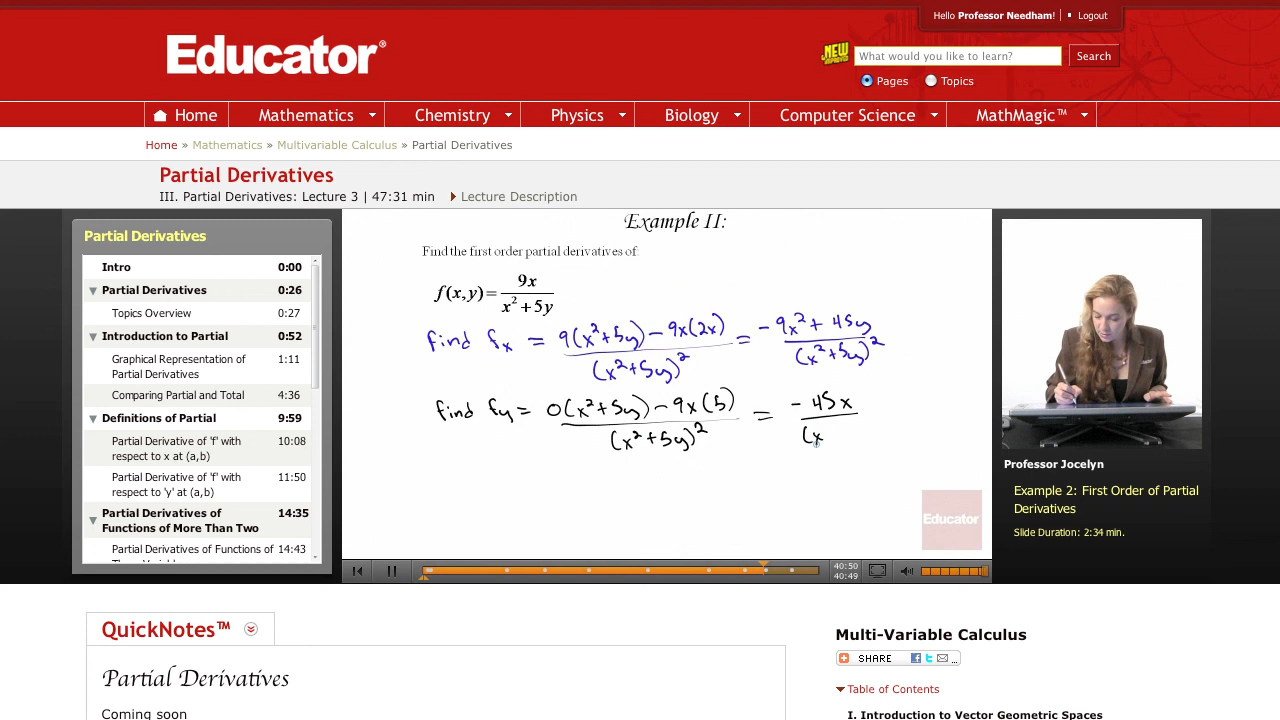 Hello Professor Needham! | Logout
Educator®
NEW
What would you like to learn? Search
Pages Topics
Home Mathematics Chemistry Physics Biology Computer Science MathMagic™
Home » Mathematics » Multivariable Calculus » Partial Derivatives
Partial Derivatives
III. Partial Derivatives: Lecture 3 | 47:31 min Lecture Description
Partial Derivatives
Intro 0:00
Partial Derivatives 0:26
Topics Overview 0:27
Introduction to Partial 0:52
Graphical Representation of 1:11
Partial Derivatives
Comparing Partial and Total 4:36
Definitions of Partial 9:59
Partial Derivative of 'f' with 10:08
respect to x at (a,b)
Partial Derivative of 'f' with 11:50
respect to 'y' at (a,b)
Partial Derivatives of 14:35
Functions of More Than Two
Partial Derivatives of Functions of 14:43
Example II:
Find the first order partial derivatives of:
f(x,y)= 9x / x² + 5y
find fx = 9(x²+5y) – 9x(2x) / (x²+5y)² = -9x² + 45y / (x²+5y)²
find fy = 0(x²+5y) – 9x(5) / (x²+5y)² = -45x / (x
Educator
40:50
40:49
Professor Jocelyn
Example 2: First Order of Partial
Derivatives
Slide Duration: 2:34 min.
QuickNotes™
Partial Derivatives
Coming soon
Multi-Variable Calculus
SHARE ...
Table of Contents
I. Introduction to Vector Geometric Spaces